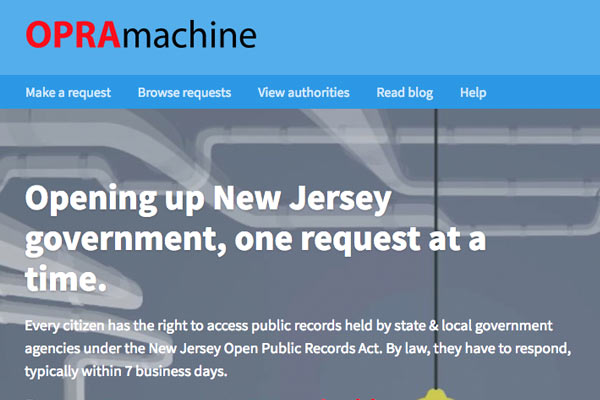 OPRAmachine
Make a request Browse requests View authorities Read blog Help
Opening up New Jersey
government, one request at a
time.
Every citizen has the right to access public records held by state & local government
agencies under the New Jersey Open Public Records Act. By law, they have to respond,
typically within 7 business days.